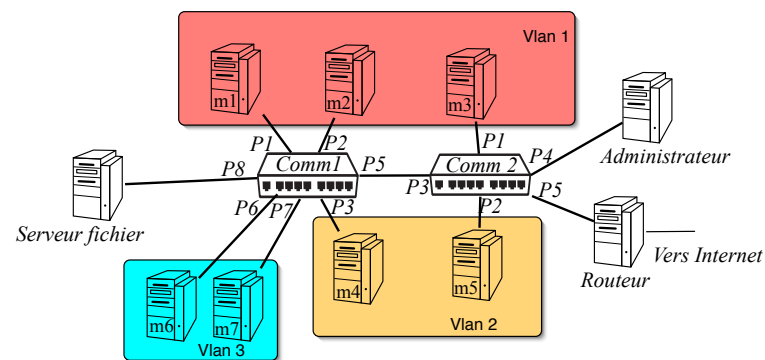 Vlan 1
m1
m2
m3
P1
P2
P1
Comm1
P5
Comm 2
P4
Administrateur
P8
P3
P5
P6
P7
P3
P2
Serveur fichier
Vers Internet
Routeur
m4
m5
m6
m7
Vlan 2
Vlan 3